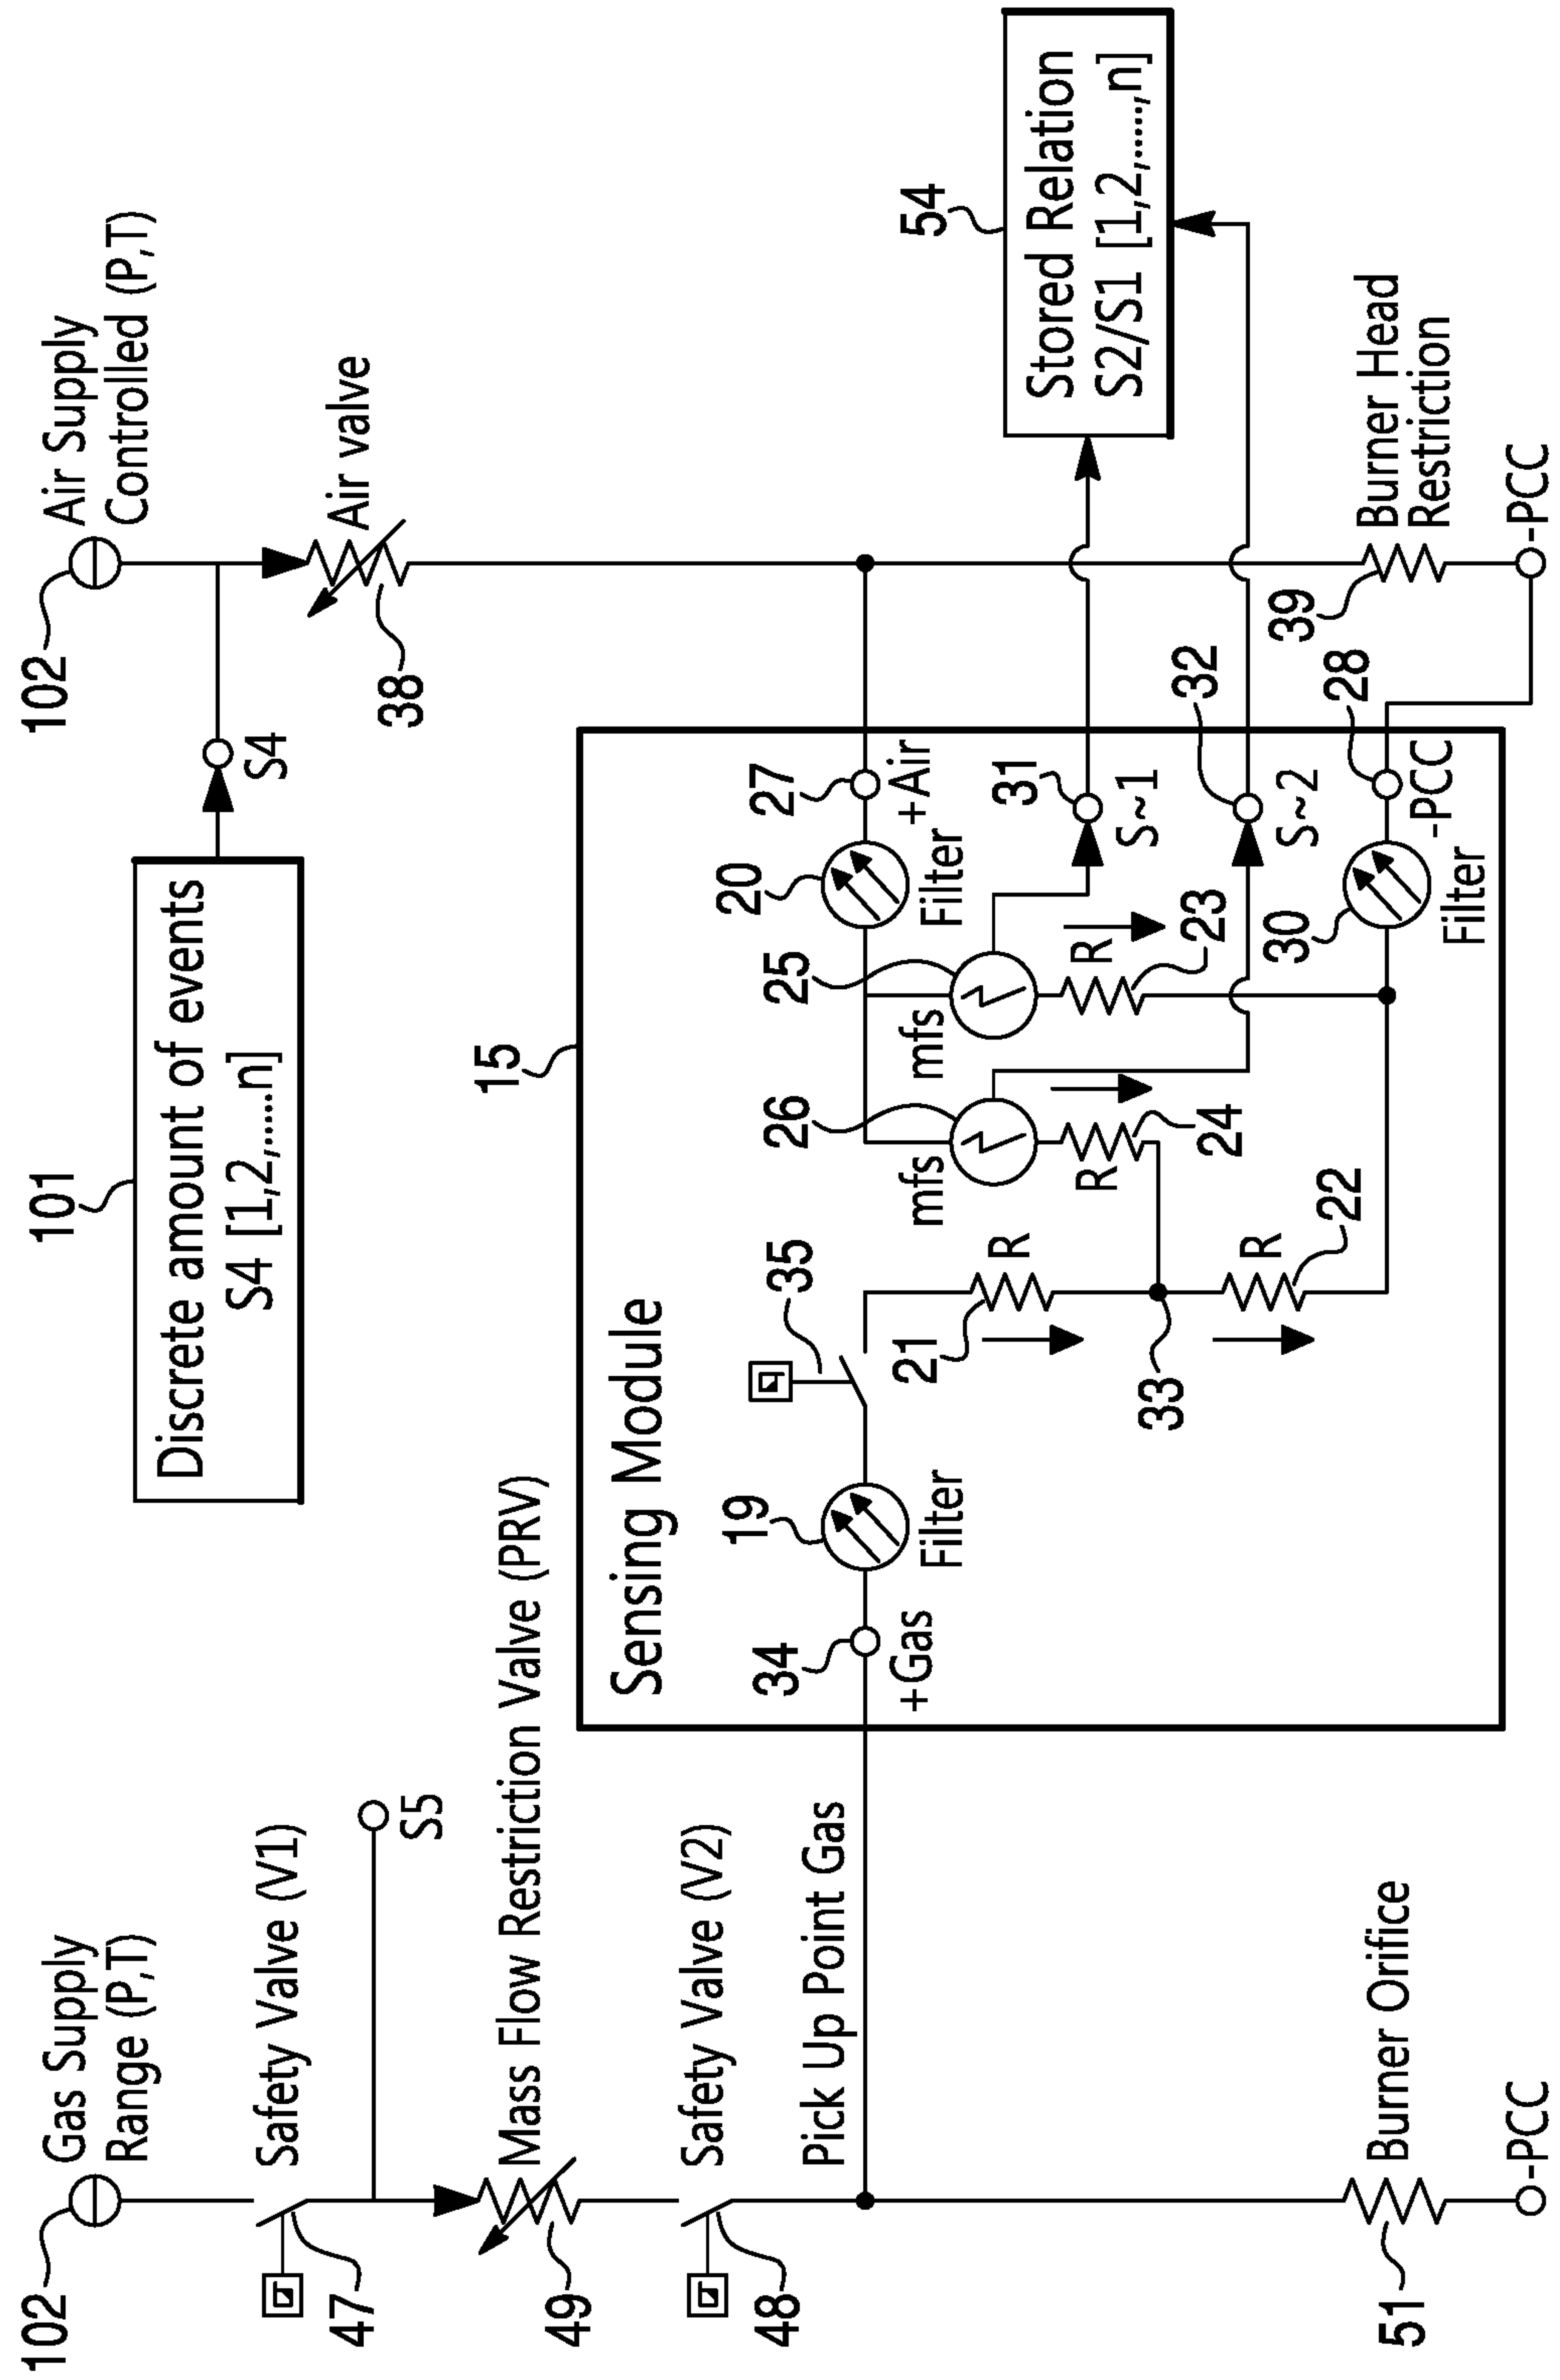 102
Gas Supply
Range (P,T)
47
Safety Valve (V1)
S5
49
Mass Flow Restriction Valve (PRV)
48
Safety Valve (V2)
Pick Up Point Gas
51
Burner Orifice
-PCC
101
Discrete amount of events
S4 [1,2,.....n]
S4
102
Air Supply
Controlled (P,T)
38
Air valve
15
Sensing Module
34
+Gas
19
Filter
35
21
R
33
R
22
26
mfs
R
24
25
mfs
R
23
20
Filter
27
+Air
31
S~1
32
S~2
30
Filter
28
-PCC
54
Stored Relation
S2/S1 [1,2,.....,n]
39
Burner Head
Restriction
-PCC